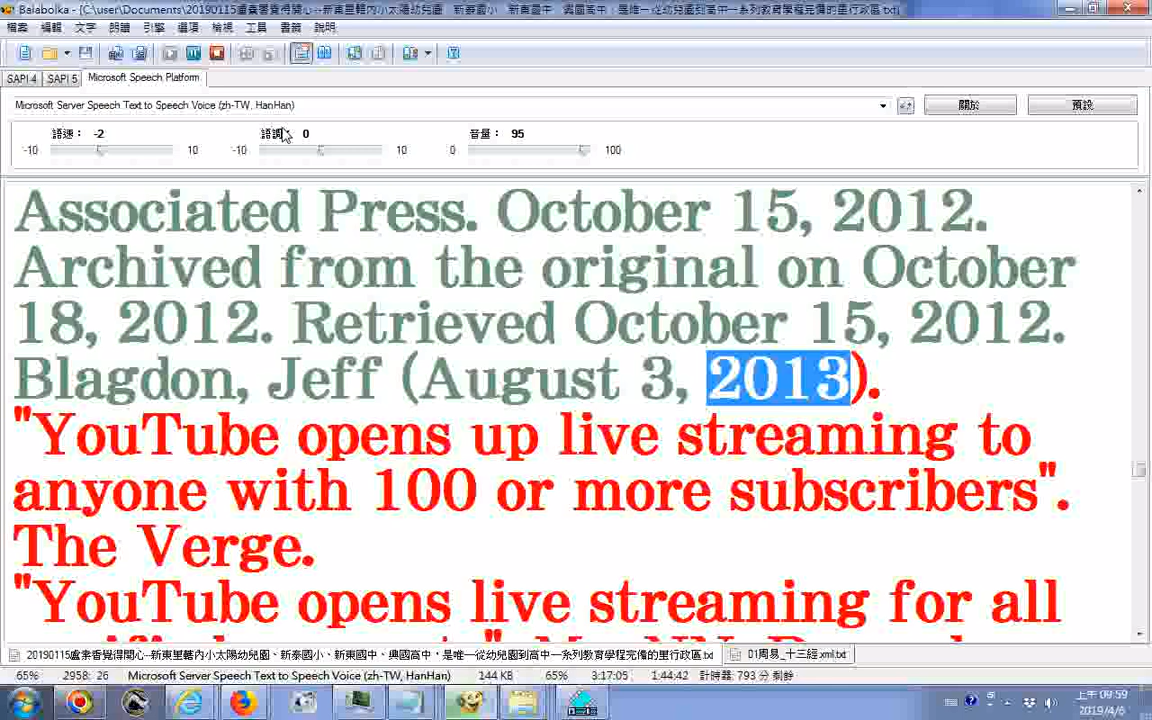 Balabolka - [C:\user\Documents\20190115盧素香覺得開心--新東里轄內小太陽幼兒園、新泰國小、新東國中、興國高中，是唯一從幼兒園到高中一系列教育學程完備的里行政區.txt]
檔案 編輯 文字 朗讀 引擎 選項 檢視 工具 書籤 說明
SAPI 4 SAPI 5 Microsoft Speech Platform
Microsoft Server Speech Text to Speech Voice (zh-TW, HanHan) 關於 預設
語速： -2 語調： 0 音量： 95
-10 10 -10 10 0 100
Associated Press. October 15, 2012.
Archived from the original on October
18, 2012. Retrieved October 15, 2012.
Blagdon, Jeff (August 3, 2013).
"YouTube opens up live streaming to
anyone with 100 or more subscribers".
The Verge.
"YouTube opens live streaming for all
20190115盧素香覺得開心--新東里轄內小太陽幼兒園、新泰國小、新東國中、興國高中，是唯一從幼兒園到高中一系列教育學程完備的里行政區.txt 01周易_十三經.xml.txt
65% 2958: 26 Microsoft Server Speech Text to Speech Voice (zh-TW, HanHan) 144 KB 65% 3:17:05 1:44:42 計時器: 793 分 剩餘
上午 09:59
2019/4/6